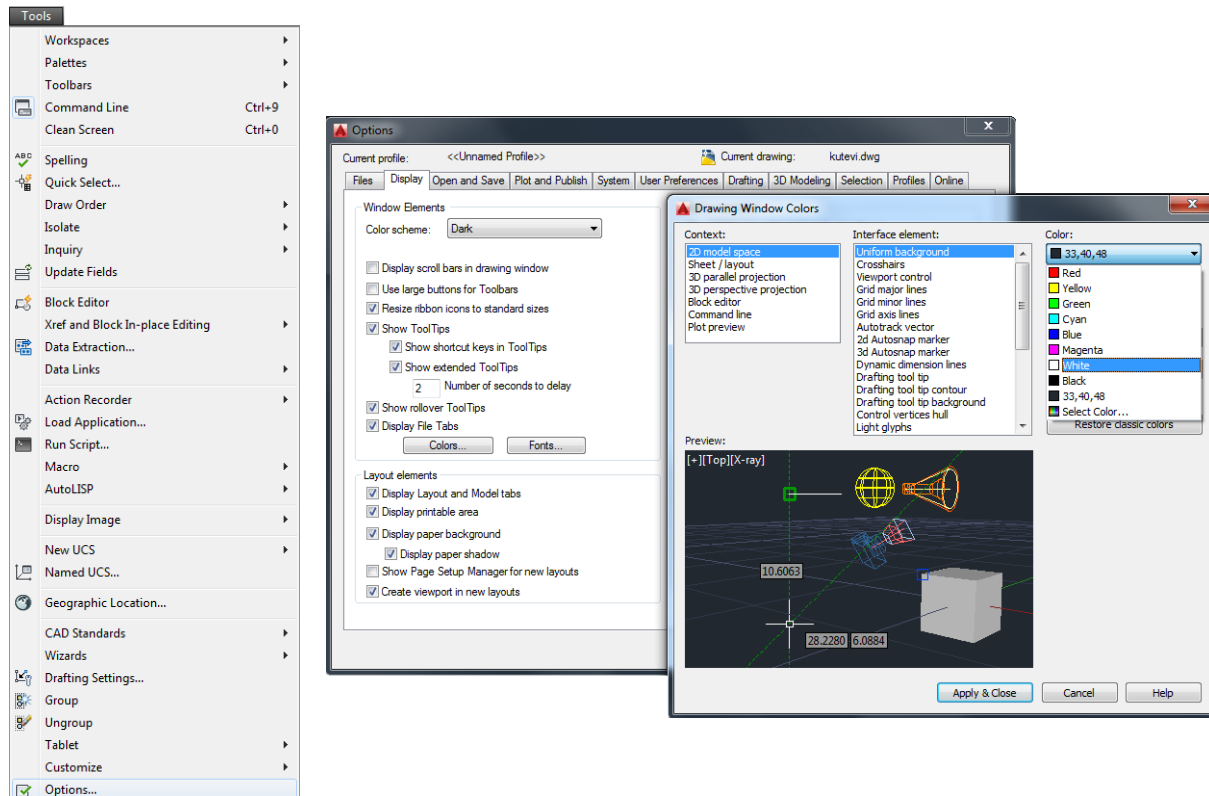 Tools
Workspaces
Palettes
Toolbars
Command Line Ctrl+9
Clean Screen Ctrl+0
ABC
Spelling
Quick Select...
Draw Order
Isolate
Inquiry
Update Fields
Block Editor
Xref and Block In-place Editing
Data Extraction...
Data Links
Action Recorder
Load Application...
Run Script...
Macro
AutoLISP
Display Image
New UCS
Named UCS...
Geographic Location...
CAD Standards
Wizards
Drafting Settings...
Group
Ungroup
Tablet
Customize
Options...
Options
x
Current profile: <<Unnamed Profile>> Current drawing: kutevi.dwg
Files Display Open and Save Plot and Publish System User Preferences Drafting 3D Modeling Selection Profiles Online
Window Elements
Color scheme: Dark
Display scroll bars in drawing window
Use large buttons for Toolbars
Resize ribbon icons to standard sizes
Show ToolTips
Show shortcut keys in ToolTips
Show extended ToolTips
2 Number of seconds to delay
Show rollover ToolTips
Display File Tabs
Colors... Fonts...
Layout elements
Display Layout and Model tabs
Display printable area
Display paper background
Display paper shadow
Show Page Setup Manager for new layouts
Create viewport in new layouts
Drawing Window Colors
x
Context:
2D model space
Sheet / layout
3D parallel projection
3D perspective projection
Block editor
Command line
Plot preview
Interface element:
Uniform background
Crosshairs
Viewport control
Grid major lines
Grid minor lines
Grid axis lines
Autotrack vector
2d Autosnap marker
3d Autosnap marker
Dynamic dimension lines
Drafting tool tip
Drafting tool tip contour
Drafting tool tip background
Control vertices hull
Light glyphs
Color:
33,40,48
Red
Yellow
Green
Cyan
Blue
Magenta
White
Black
33,40,48
Select Color...
Restore classic colors
Preview:
[+][Top][X-ray]
10.6063
28.2280 6.0884
Apply & Close Cancel Help